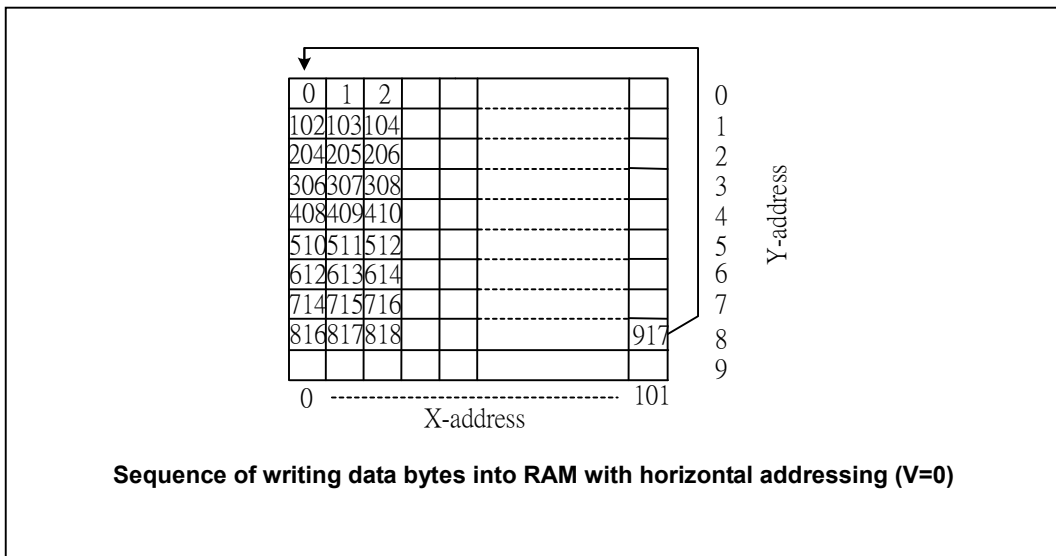 0 1 2 0
102 103 104 1
204 205 206 2
306 307 308 3
408 409 410 4
510 511 512 5
612 613 614 6
714 715 716 7
816 817 818 917 8
9
Y-address
0 101
X-address
Sequence of writing data bytes into RAM with horizontal addressing (V=0)